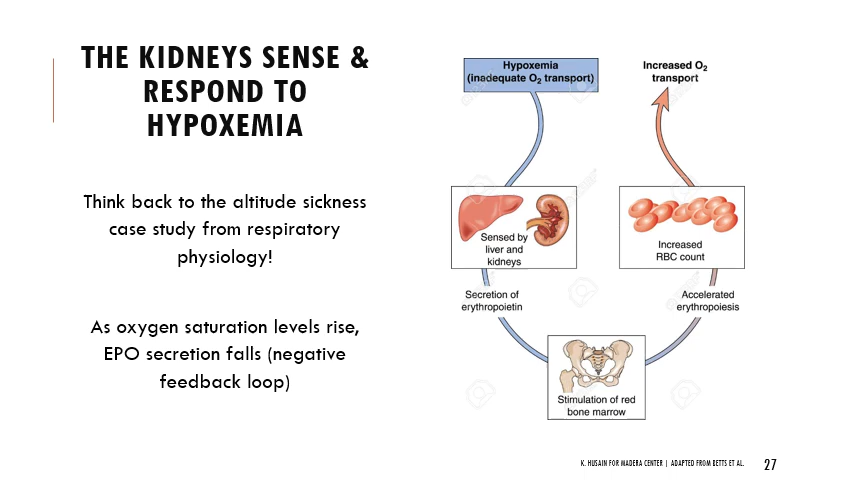 THE KIDNEYS SENSE &
RESPOND TO
HYPOXEMIA
Think back to the altitude sickness
case study from respiratory
physiology!
As oxygen saturation levels rise,
EPO secretion falls (negative
feedback loop)
Hypoxemia
(inadequate O2 transport)
Increased O2
transport
Sensed by
liver and
kidneys
Increased
RBC count
Secretion of
erythropoietin
Accelerated
erythropoiesis
Stimulation of red
bone marrow
K. HUSAIN FOR MADERA CENTER | ADAPTED FROM BETTS ET AL.
27